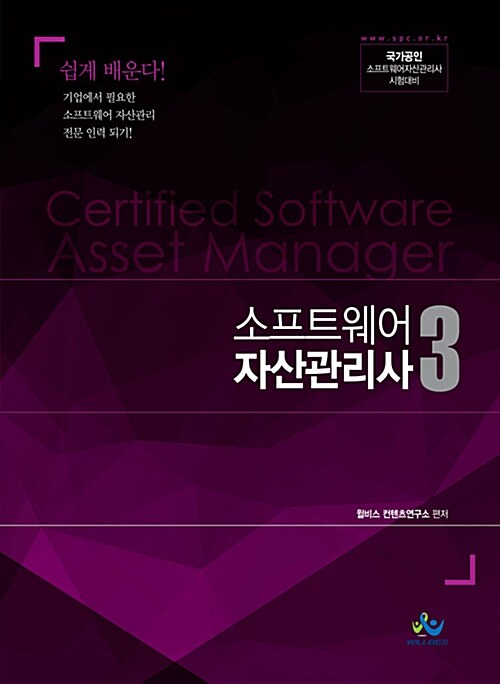 www.spc.or.kr
국가공인
소프트웨어자산관리사
시험대비
쉽게 배운다!
기업에서 필요한
소프트웨어 자산관리
전문 인력 되기!
Certified Software
Asset Manager
소프트웨어
자산관리사 3
윌비스 컨텐츠연구소 편저
WILLBES